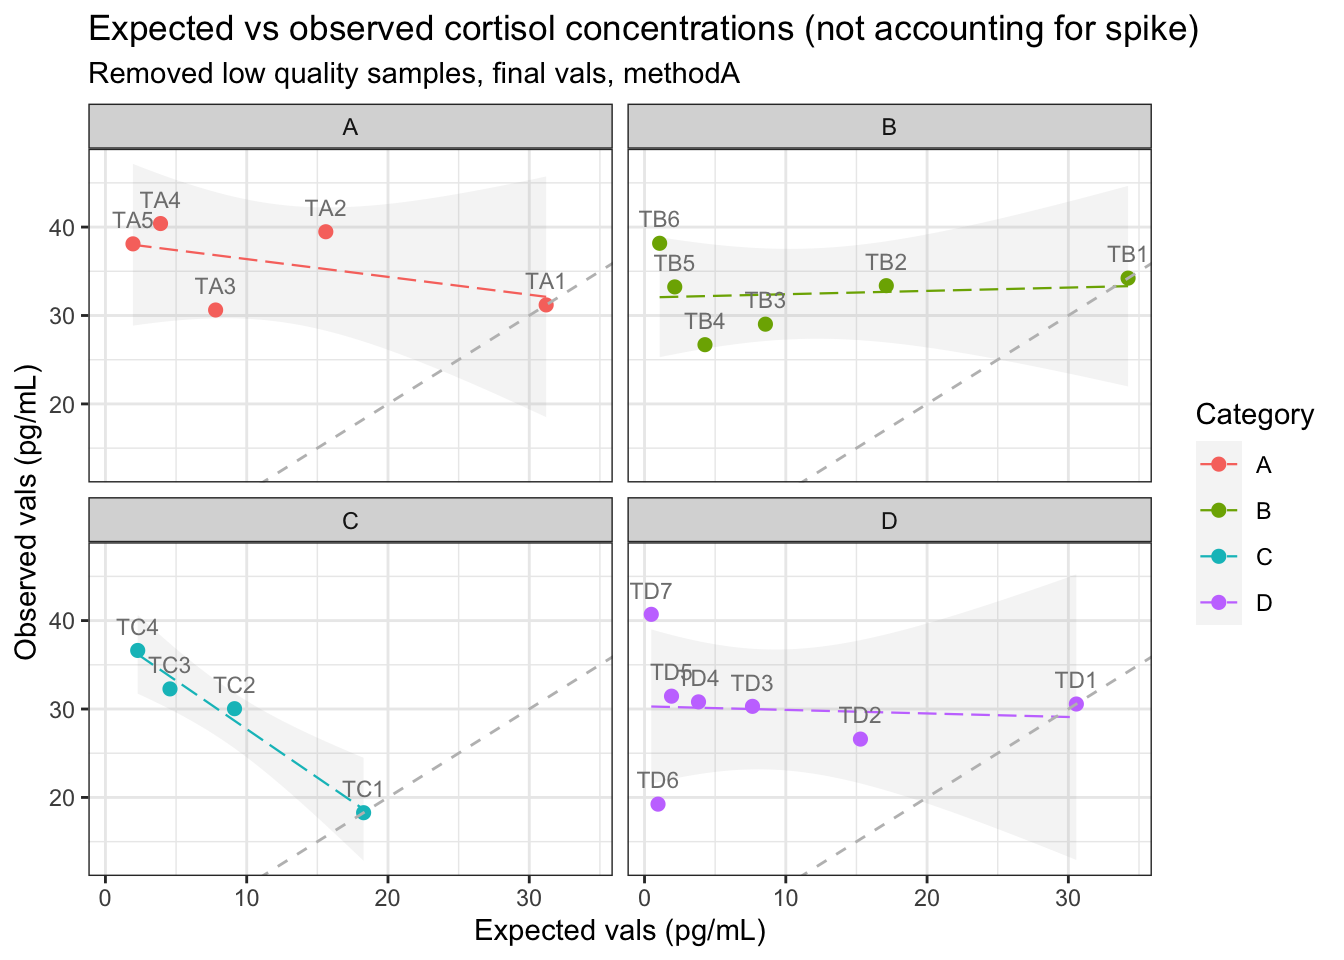 Expected vs observed cortisol concentrations (not accounting for spike)
Removed low quality samples, final vals, methodA
A
B
TA4
TA5
TA2
TA3
TA1
40
30
20
TB6
TB5
TB2
TB1
TB3
TB4
C
D
TC4
TC3
TC2
TC1
40
30
20
0
10
20
30
TD7
TD5
TD4
TD3
TD1
TD2
TD6
0
10
20
30
Observed vals (pg/mL)
Expected vals (pg/mL)
Category
A
B
C
D